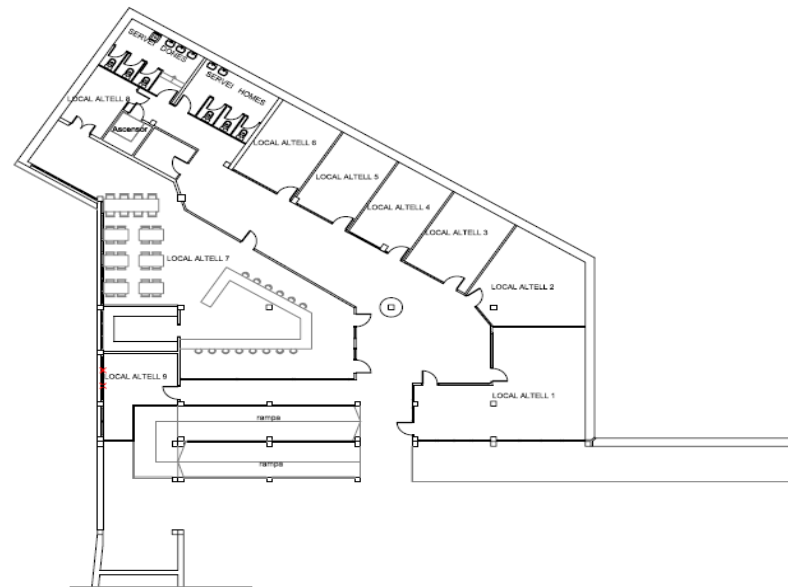 SERVEI DONES
SERVEI HOMES
LOCAL ALTELL 8
Ascensor
LOCAL ALTELL 6
LOCAL ALTELL 5
LOCAL ALTELL 4
LOCAL ALTELL 3
LOCAL ALTELL 7
LOCAL ALTELL 2
LOCAL ALTELL 9
LOCAL ALTELL 1
rampa
rampa